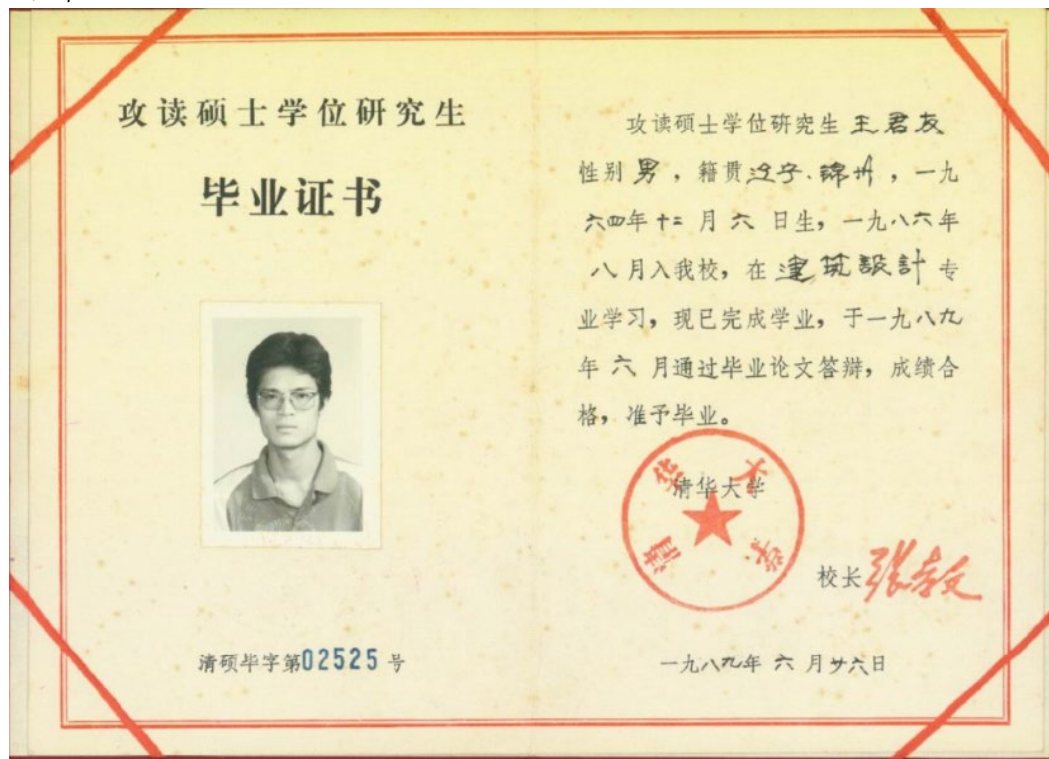 攻读硕士学位研究生
毕业证书
清硕毕字第02525号
攻读硕士学位研究生王君友
性别男，籍贯辽宁.锦州，一九
六四年十二月六日生，一九八六年
八月入我校，在建筑設計专
业学习，现已完成学业，于一九八九
年六月通过毕业论文答辩，成绩合
格，准予毕业。
清华大学
清华大学
校长张孝文
一九八九年六月廿六日